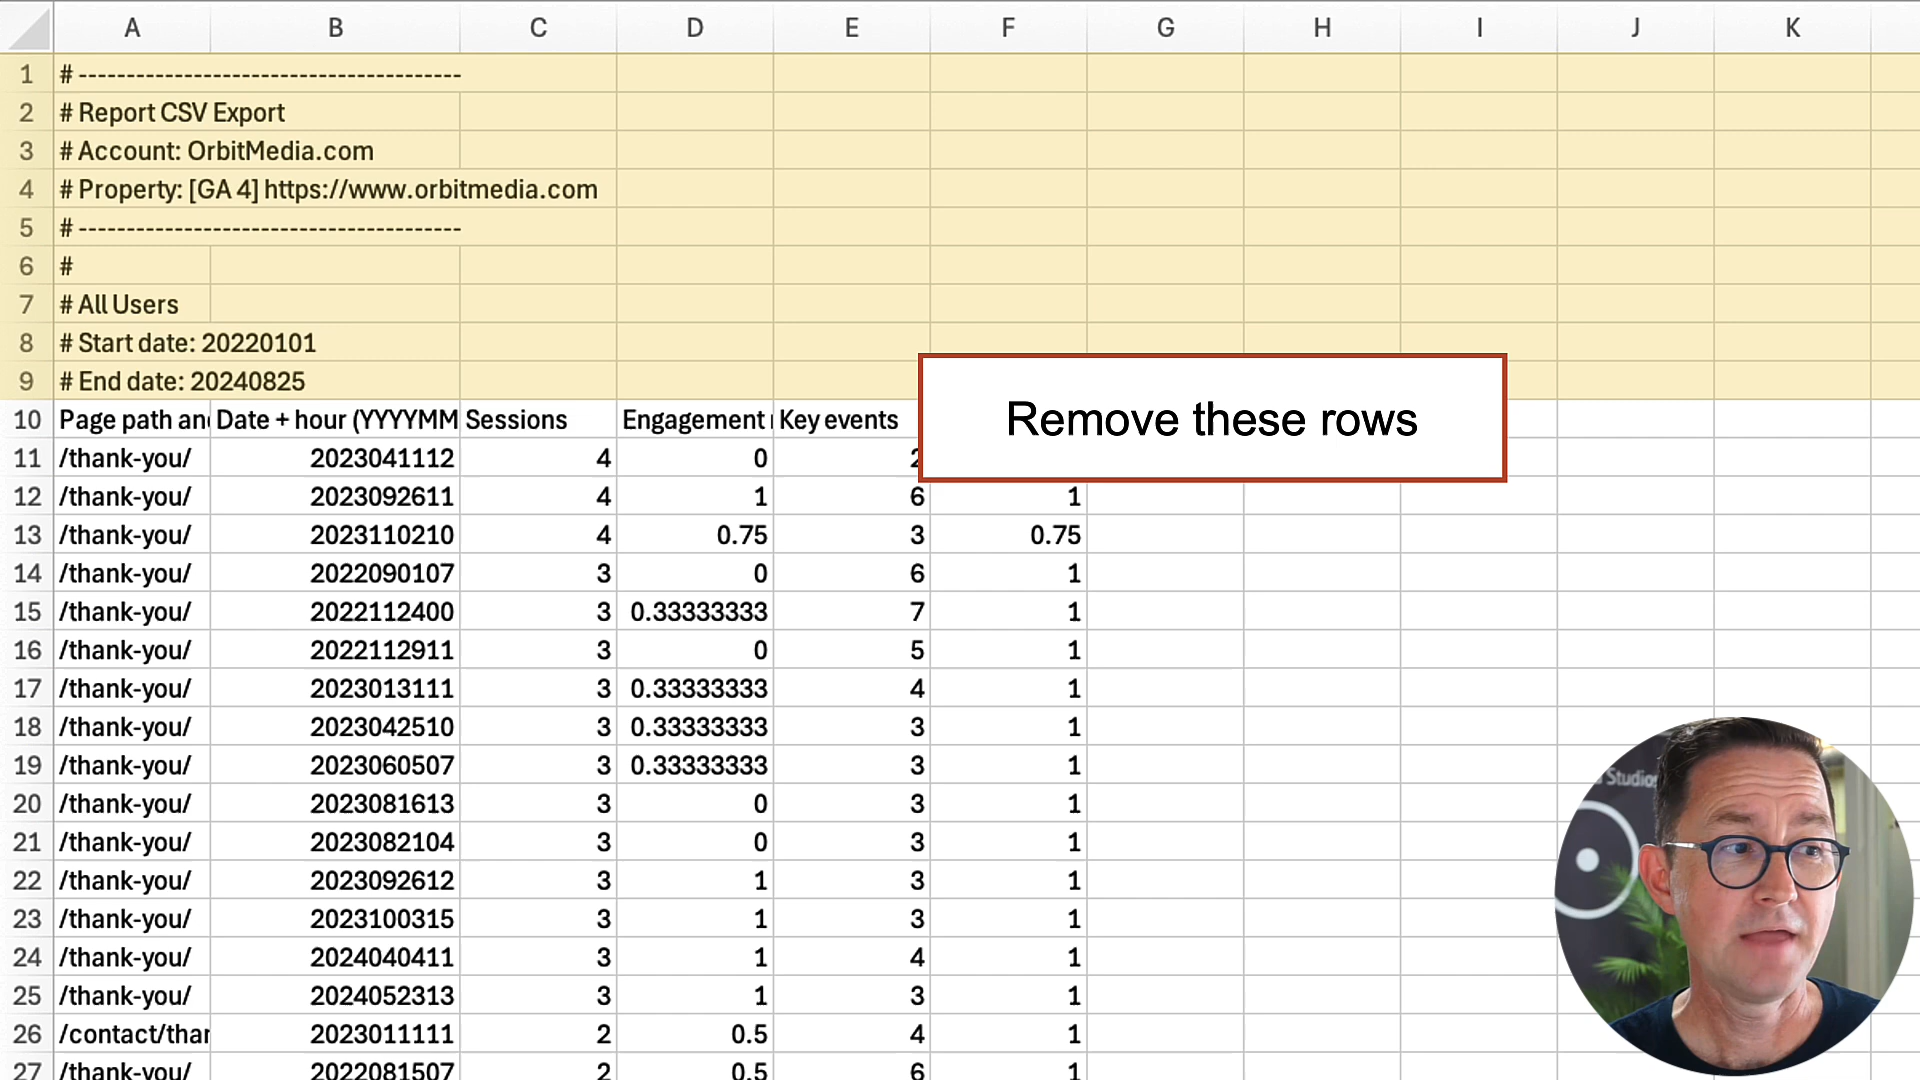 A B C D E F G H I J K
1 # ----------------------------------------
2 # Report CSV Export
3 # Account: OrbitMedia.com
4 # Property: [GA 4] https://www.orbitmedia.com
5 # ----------------------------------------
6 #
7 # All Users
8 # Start date: 20220101
9 # End date: 20240825
Remove these rows
10 Page path and Date + hour (YYYYMM Sessions Engagement Key events
11 /thank-you/ 2023041112 4 0 2
12 /thank-you/ 2023092611 4 1 6 1
13 /thank-you/ 2023110210 4 0.75 3 0.75
14 /thank-you/ 2022090107 3 0 6 1
15 /thank-you/ 2022112400 3 0.33333333 7 1
16 /thank-you/ 2022112911 3 0 5 1
17 /thank-you/ 2023013111 3 0.33333333 4 1
18 /thank-you/ 2023042510 3 0.33333333 3 1
19 /thank-you/ 2023060507 3 0.33333333 3 1
20 /thank-you/ 2023081613 3 0 3 1
21 /thank-you/ 2023082104 3 0 3 1
22 /thank-you/ 2023092612 3 1 3 1
23 /thank-you/ 2023100315 3 1 3 1
24 /thank-you/ 2024040411 3 1 4 1
25 /thank-you/ 2024052313 3 1 3 1
26 /contact/than 2023011111 2 0.5 4 1
27 /thank-you/ 2022081507 2 0.5 6 1
Studios